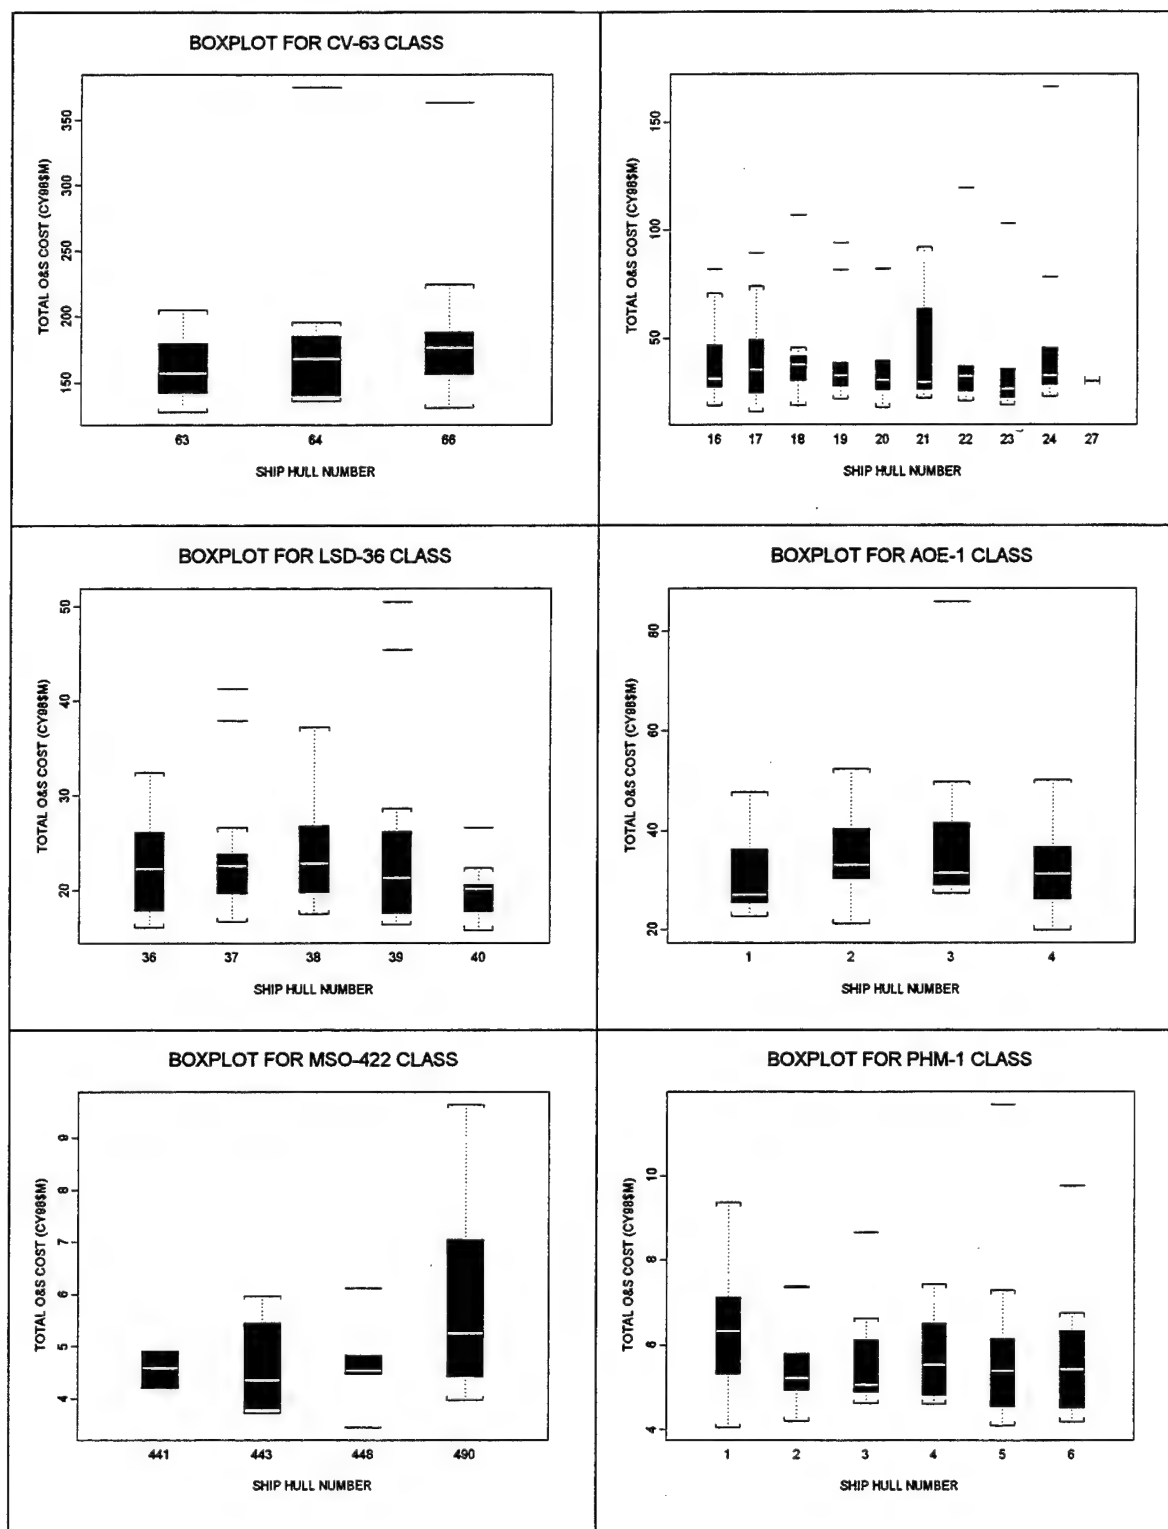 BOXPLOT FOR CV-63 CLASS
TOTAL O&S COST (CY98$M)
350
300
250
200
150
63 64 66
SHIP HULL NUMBER
TOTAL O&S COST (CY98$M)
150
100
50
16 17 18 19 20 21 22 23 24 27
SHIP HULL NUMBER
BOXPLOT FOR LSD-36 CLASS
TOTAL O&S COST (CY98$M)
50
40
30
20
36 37 38 39 40
SHIP HULL NUMBER
BOXPLOT FOR AOE-1 CLASS
TOTAL O&S COST (CY98$M)
80
60
40
20
1 2 3 4
SHIP HULL NUMBER
BOXPLOT FOR MSO-422 CLASS
TOTAL O&S COST (CY98$M)
9
8
7
6
5
4
441 443 448 490
SHIP HULL NUMBER
BOXPLOT FOR PHM-1 CLASS
TOTAL O&S COST (CY98$M)
10
8
6
4
1 2 3 4 5 6
SHIP HULL NUMBER